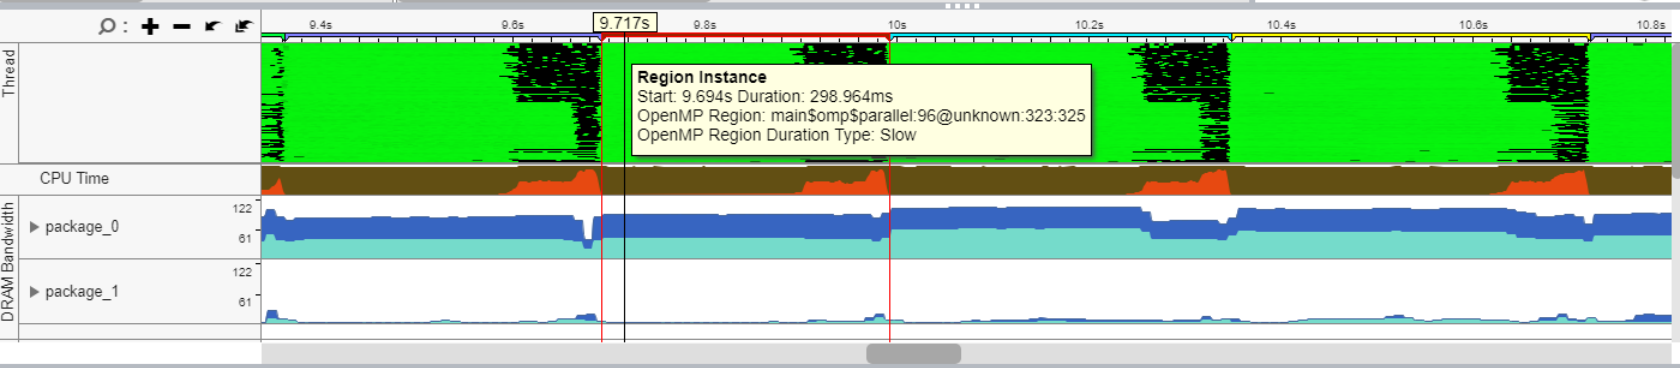 9.4s 9.6s 9.717s 9.8s 10s 10.2s 10.4s 10.6s 10.8s
Thread
Region Instance
Start: 9.694s Duration: 298.964ms
OpenMP Region: main$omp$parallel:96@unknown:323:325
OpenMP Region Duration Type: Slow
CPU Time
DRAM Bandwidth
122
package_0
61
122
package_1
61